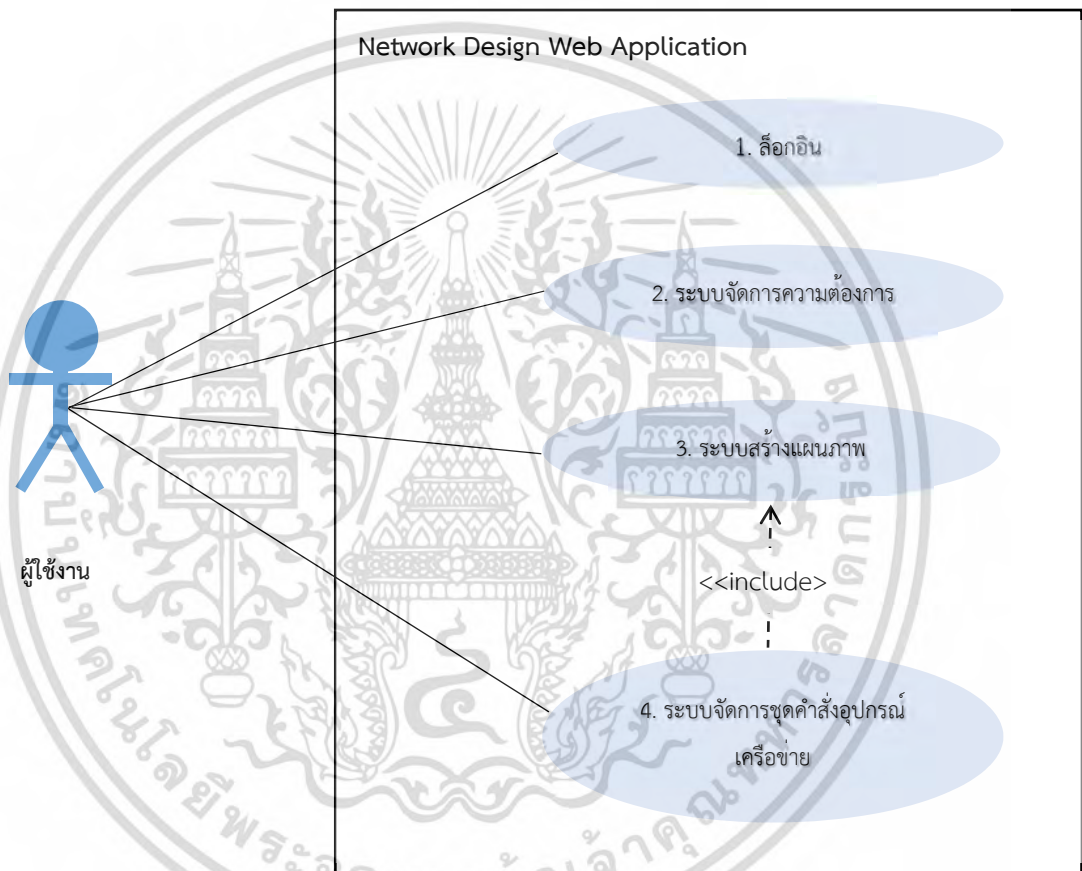 Network Design Web Application
1. ล็อกอิน
2. ระบบจัดการความต้องการ
3. ระบบสร้างแผนภาพ
ผู้ใช้งาน
<<include>
4. ระบบจัดการชุดคำสั่งอุปกรณ์
เครือข่าย